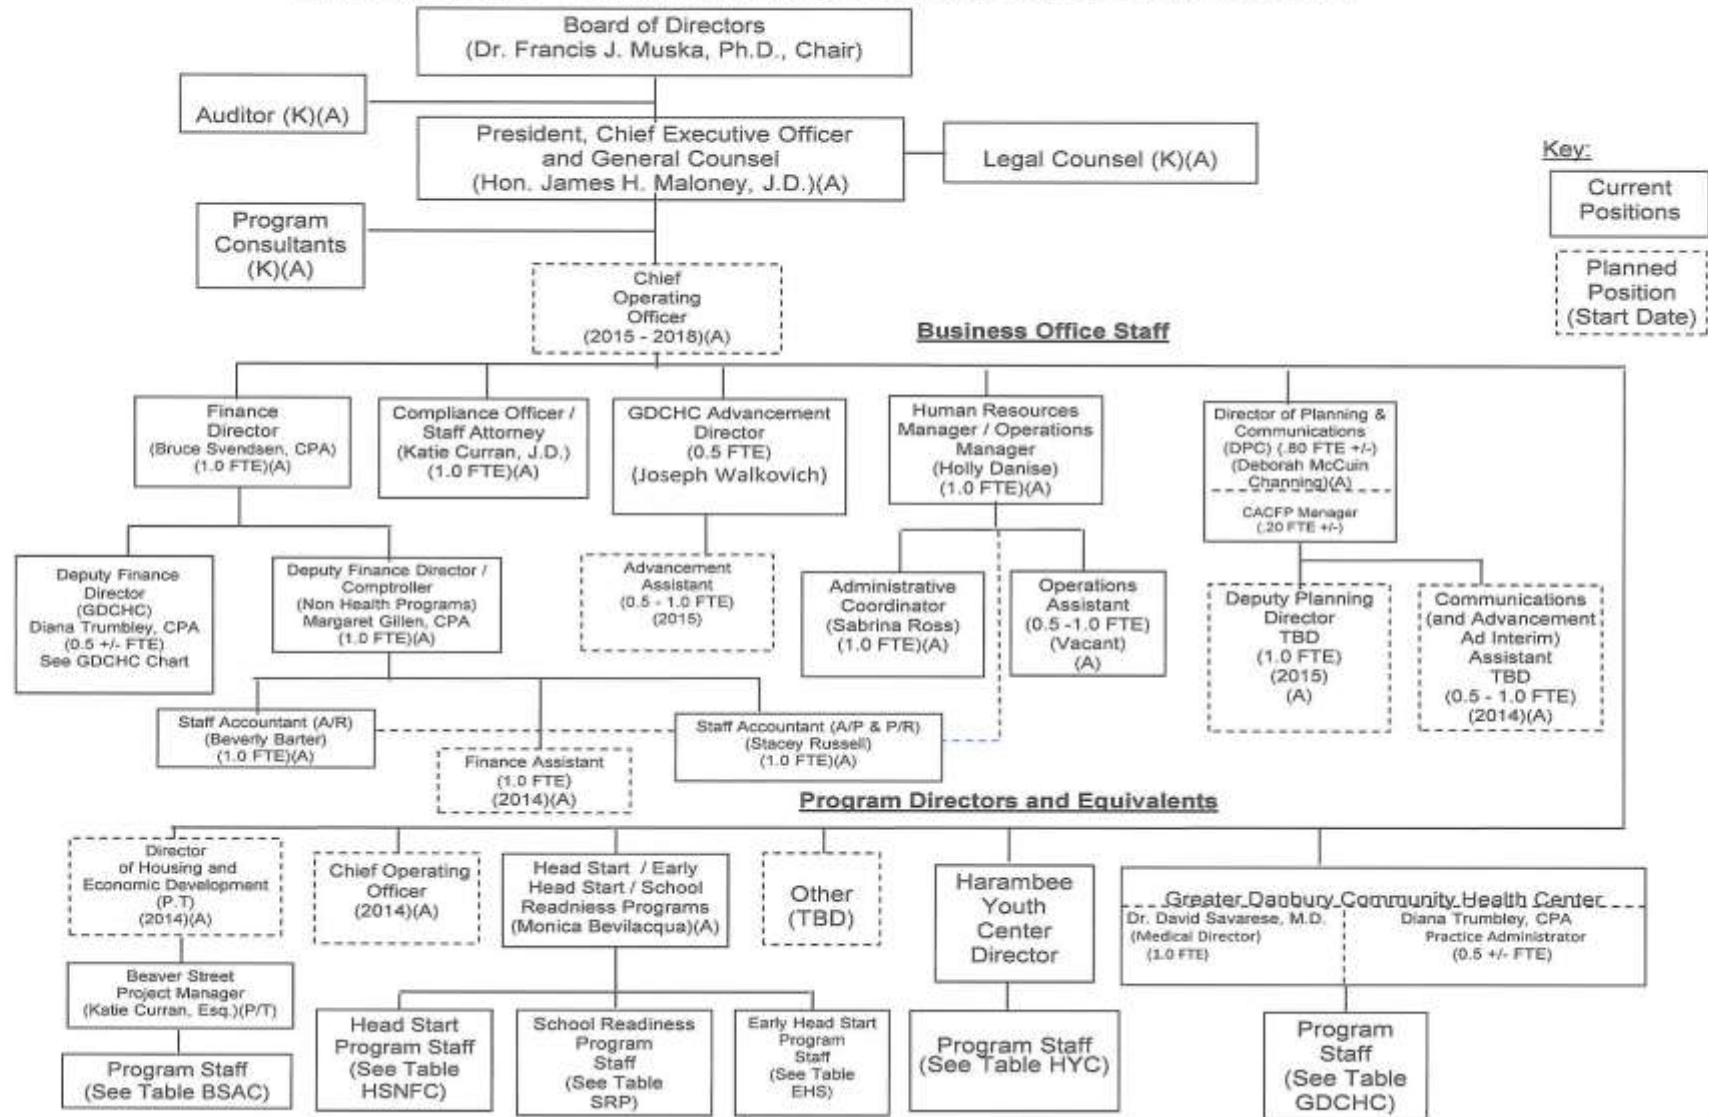 Board of Directors
(Dr. Francis J. Muska, Ph.D., Chair)
Auditor (K)(A)
President, Chief Executive Officer
and General Counsel
(Hon. James H. Maloney, J.D.)(A)
Legal Counsel (K)(A)
Key:
Current
Positions
Planned
Position
(Start Date)
Program
Consultants
(K)(A)
Chief
Operating
Officer
(2015 - 2018)(A)
Business Office Staff
Finance
Director
(Bruce Svendsen, CPA)
(1.0 FTE)(A)
Compliance Officer /
Staff Attorney
(Katie Curran, J.D.)
(1.0 FTE)(A)
GDCHC Advancement
Director
(0.5 FTE)
(Joseph Walkovich)
Human Resources
Manager / Operations
Manager
(Holly Danise)
(1.0 FTE)(A)
Director of Planning &
Communications
(DPC) (.80 FTE +/-)
(Deborah McCuin
Channing)(A)
CACFP Manager
(.20 FTE +/-)
Deputy Finance
Director
(GDCHC)
Diana Trumbley, CPA
(0.5 +/- FTE)
See GDCHC Chart
Deputy Finance Director /
Comptroller
(Non Health Programs)
Margaret Gillen, CPA
(1.0 FTE)(A)
Advancement
Assistant
(0.5 - 1.0 FTE)
(2015)
Administrative
Coordinator
(Sabrina Ross)
(1.0 FTE)(A)
Operations
Assistant
(0.5 -1.0 FTE)
(Vacant)
(A)
Deputy Planning
Director
TBD
(1.0 FTE)
(2015)
(A)
Communications
(and Advancement
Ad Interim)
Assistant
TBD
(0.5 - 1.0 FTE)
(2014)(A)
Staff Accountant (A/R)
(Beverly Barter)
(1.0 FTE)(A)
Finance Assistant
(1.0 FTE)
(2014)(A)
Staff Accountant (A/P & P/R)
(Stacey Russell)
(1.0 FTE)(A)
Program Directors and Equivalents
Director
of Housing and
Economic Development
(P.T)
(2014)(A)
Chief Operating
Officer
(2014)(A)
Head Start / Early
Head Start / School
Readiness Programs
(Monica Bevilacqua)(A)
Other
(TBD)
Harambee
Youth
Center
Director
Greater Danbury Community Health Center
Dr. David Savarese, M.D.
(Medical Director)
(1.0 FTE)
Diana Trumbley, CPA
Practice Administrator
(0.5 +/- FTE)
Beaver Street
Project Manager
(Katie Curran, Esq.)(P/T)
Program Staff
(See Table BSAC)
Head Start
Program Staff
(See Table
HSNFC)
School Readiness
Program
Staff
(See Table
SRP)
Early Head Start
Program
Staff
(See Table
EHS)
Program Staff
(See Table HYC)
Program
Staff
(See Table
GDCHC)